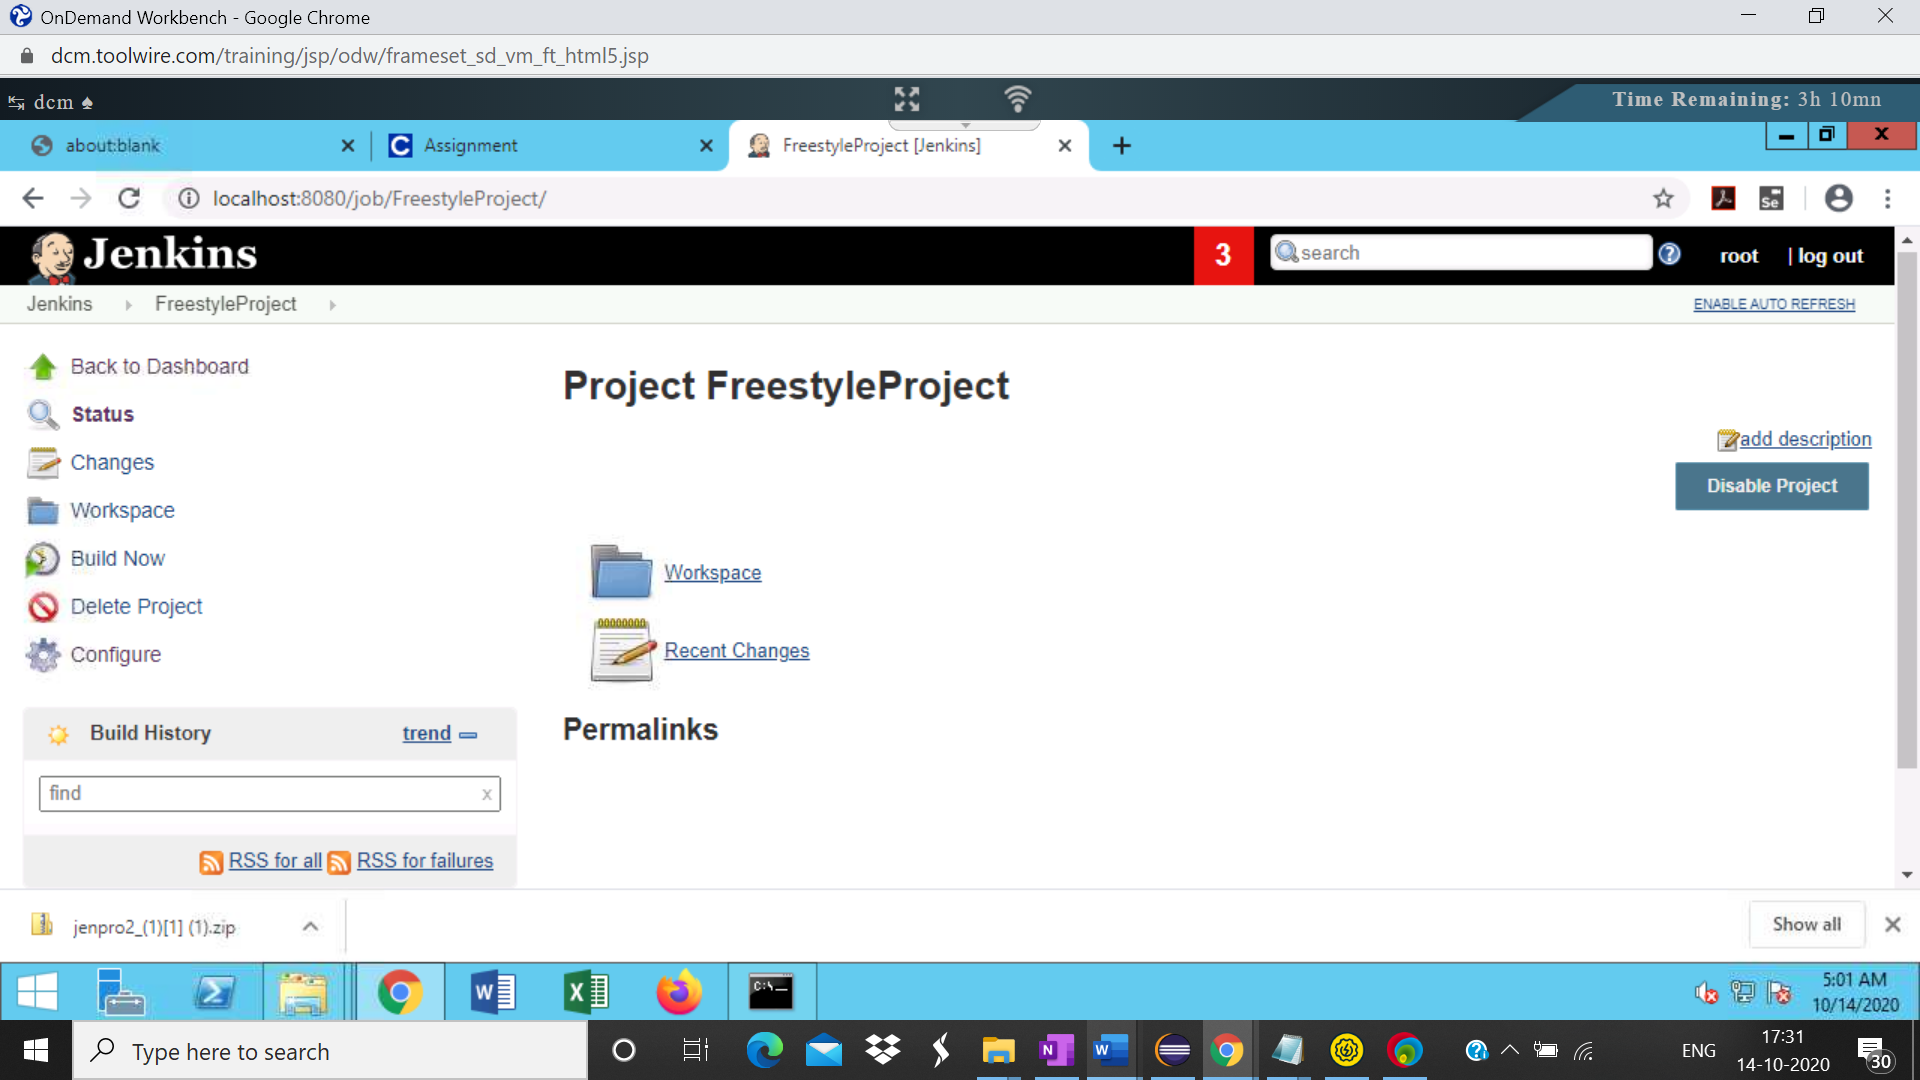 OnDemand Workbench - Google Chrome
dcm.toolwire.com/training/jsp/odw/frameset_sd_vm_ft_html5.jsp
dcm ♠
Time Remaining: 3h 10mn
about:blank
Assignment
FreestyleProject [Jenkins]
localhost:8080/job/FreestyleProject/
Se
Jenkins
3
search
root
| log out
Jenkins
FreestyleProject
ENABLE AUTO REFRESH
Back to Dashboard
Status
Changes
Workspace
Build Now
Delete Project
Configure
Project FreestyleProject
add description
Disable Project
Workspace
Recent Changes
Permalinks
Build History
trend
find
x
RSS for all
RSS for failures
jenpro2_(1)[1] (1).zip
Show all
5:01 AM
10/14/2020
Type here to search
ENG
17:31
14-10-2020
30